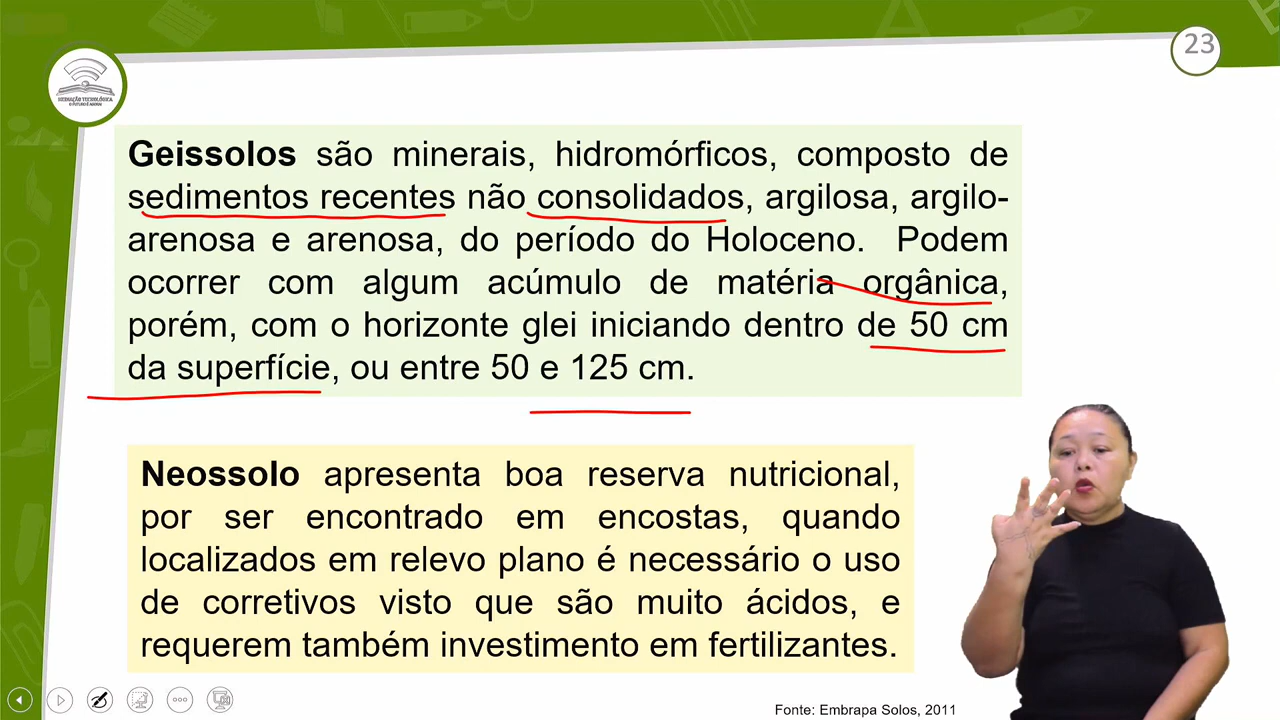 23
MEDIAÇÃO TECNOLÓGICA
O FUTURO É AGORA
Geissolos são minerais, hidromórficos, composto de
sedimentos recentes não consolidados, argilosa, argilo-
arenosa e arenosa, do período do Holoceno. Podem
ocorrer com algum acúmulo de matéria orgânica,
porém, com o horizonte glei iniciando dentro de 50 cm
da superfície, ou entre 50 e 125 cm.
Neossolo apresenta boa reserva nutricional,
por ser encontrado em encostas, quando
localizados em relevo plano é necessário o uso
de corretivos visto que são muito ácidos, e
requerem também investimento em fertilizantes.
Fonte: Embrapa Solos, 2011